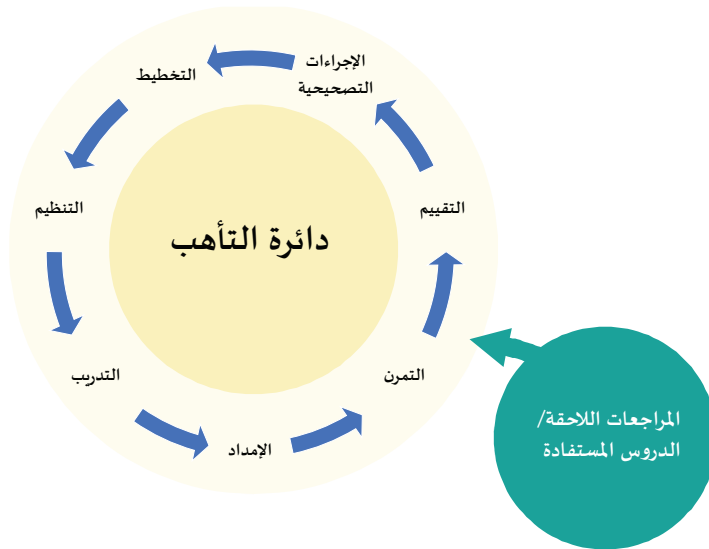 الإجراءات
التصحيحية
التخطيط
التنظيم
التدريب
الإمداد
التمرن
التقييم
دائرة التأهب
المراجعات اللاحقة/
الدروس المستفادة